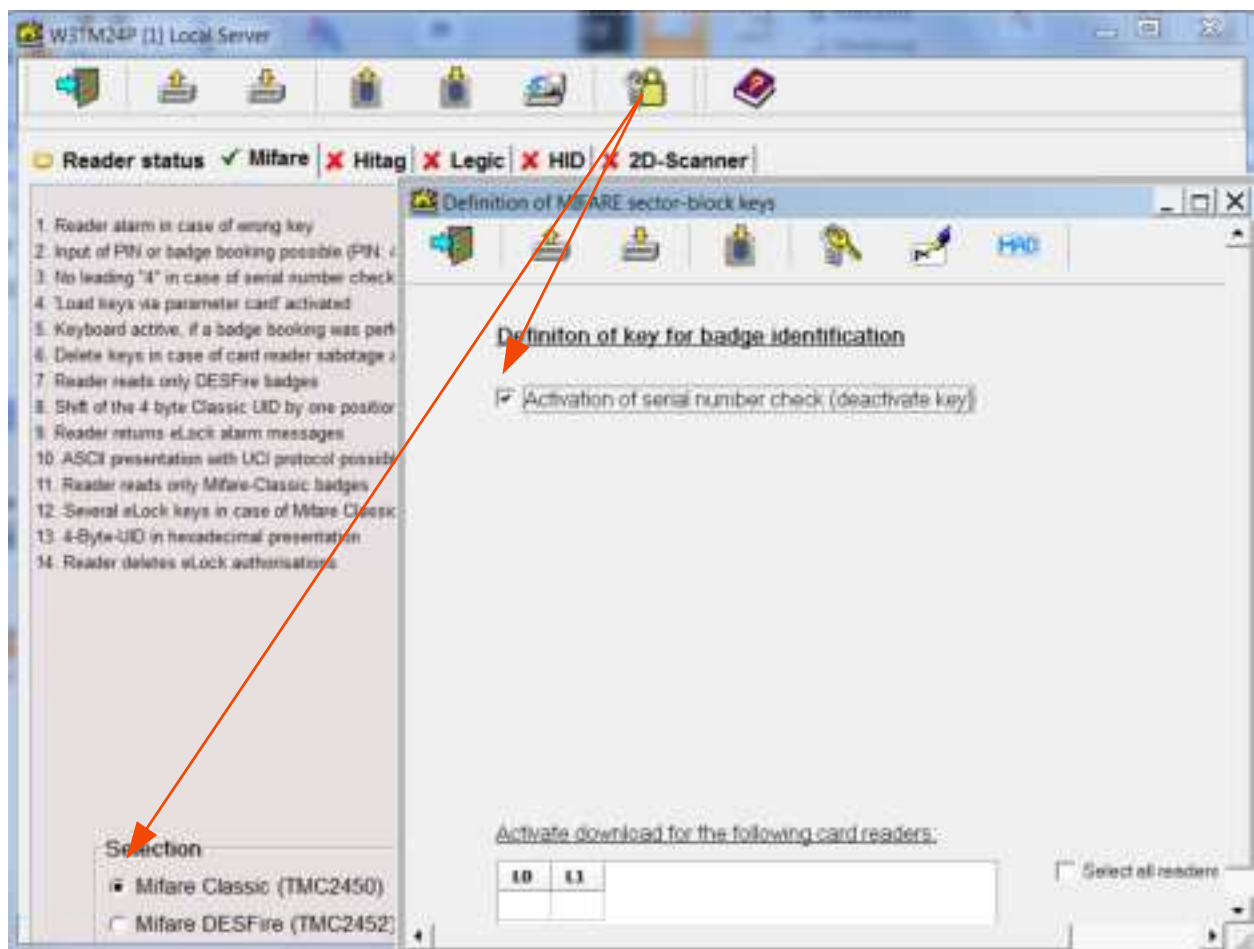 W3TM24P (1) Local Server
Reader status Mifare Hitag Legic HID 2D-Scanner
Definition of MIFARE sector-block keys
MAD
1. Reader alarm in case of wrong key
2. Input of PIN or badge booking possible (PIN:
3. No leading "4" in case of serial number check
4. 'Load keys via parameter card' activated
5. Keyboard actitve, if a badge booking was perf
6. Delete keys in case of card reader sabotage
7. Reader reads only DESFire badges
8. Shift of the 4 byte Classic UID by one position
9. Reader returns eLock alarm messages
10. ASCII presentation with UCI protocol possibl
11. Reader reads only Mifare-Classic badges
12. Several eLock keys in case of Mifare Classic
13. 4-Byte-UID in hexadecimal presentation
14. Reader deletes eLock authorisations
Definiton of key for badge identification
Activation of serial number check (deactivate key)
Selection
Mifare Classic (TMC2450)
Mifare DESFire (TMC2452)
Activate download for the following card readers:
L0 L1
Select all readers